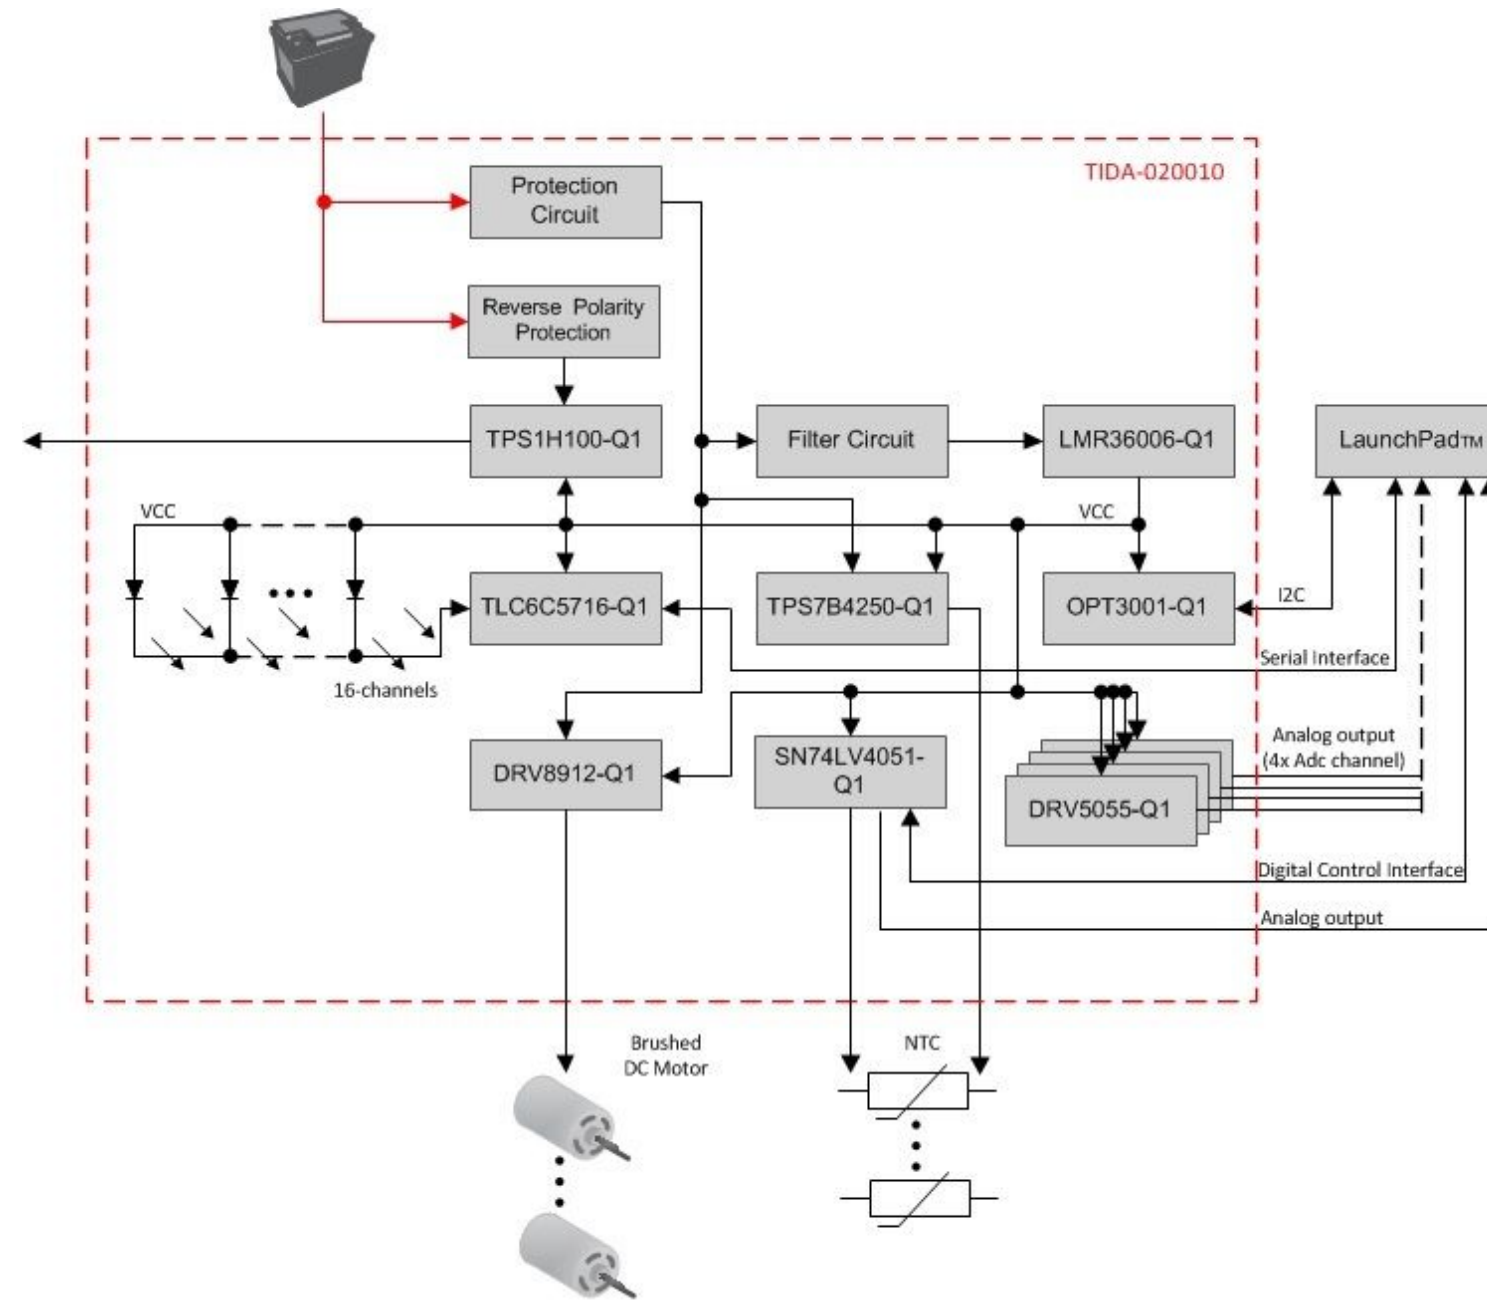 TIDA-020010
Protection
Circuit
Reverse Polarity
Protection
TPS1H100-Q1
Filter Circuit
LMR36006-Q1
LaunchPad™
VCC
VCC
TLC6C5716-Q1
TPS7B4250-Q1
OPT3001-Q1
I2C
Serial Interface
16-channels
DRV8912-Q1
SN74LV4051-
Q1
DRV5055-Q1
Analog output
(4x Adc channel)
Digital Control Interface
Analog output
Brushed
DC Motor
NTC